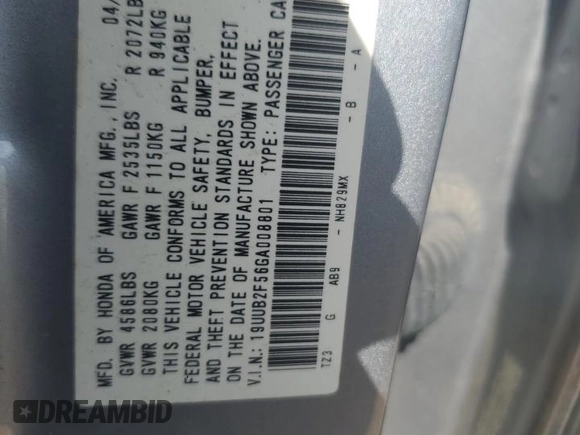 MFD. BY HONDA OF AMERICA MFG., INC. 04/
GVWR 4586LBS GAWR F 2535LBS R 2072LB
GVWR 2080KG GAWR F 1150KG R 940KG
THIS VEHICLE CONFORMS TO ALL APPLICABLE
FEDERAL MOTOR VEHICLE SAFETY, BUMPER,
AND THEFT PREVENTION STANDARDS IN EFFECT
ON THE DATE OF MANUFACTURE SHOWN ABOVE.
V.I.N.: 19UUB2F56GA008801 TYPE: PASSENGER CA
TZ3 G AB9 - NH829MX - B - A
DREAMBID